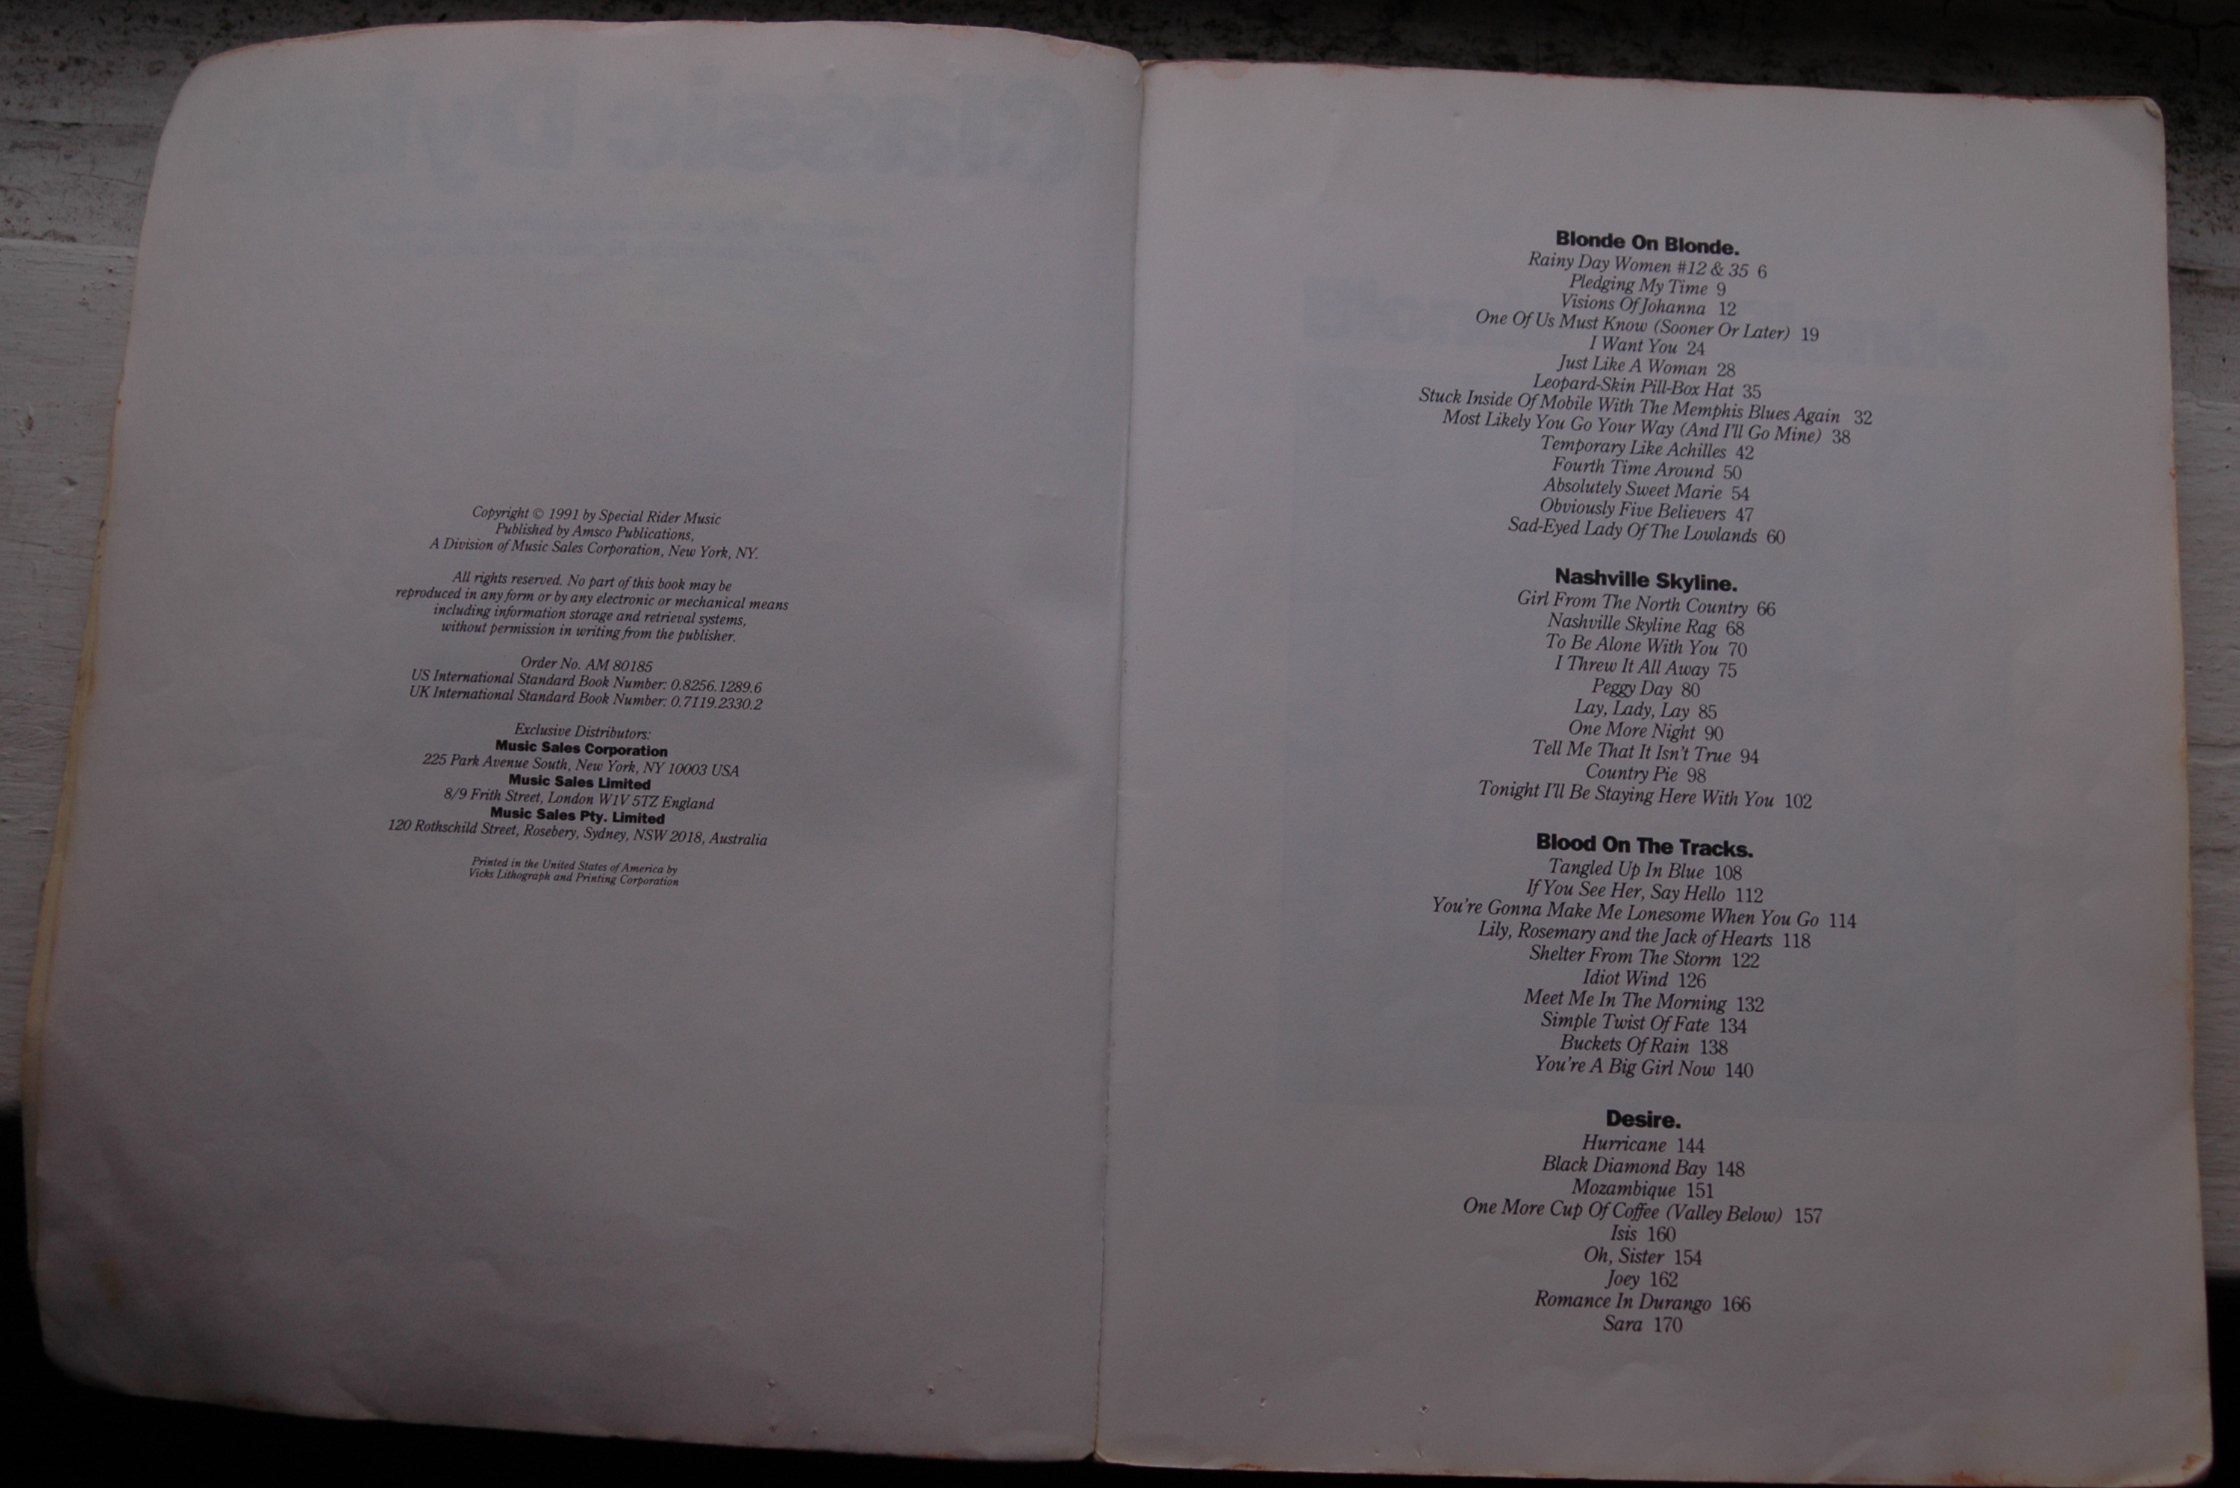 Copyright © 1991 by Special Rider Music
Published by Amsco Publications,
A Division of Music Sales Corporation, New York, NY.
All rights reserved. No part of this book may be
reproduced in any form or by any electronic or mechanical means
including information storage and retrieval systems,
without permission in writing from the publisher.
Order No. AM 80185
US International Standard Book Number: 0.8256.1289.6
UK International Standard Book Number: 0.7119.2330.2
Exclusive Distributors:
Music Sales Corporation
225 Park Avenue South, New York, NY 10003 USA
Music Sales Limited
8/9 Frith Street, London W1V 5TZ England
Music Sales Pty. Limited
120 Rothschild Street, Rosebery, Sydney, NSW 2018, Australia
Printed in the United States of America by
Vicks Lithograph and Printing Corporation
Blonde On Blonde.
Rainy Day Women #12 & 35 6
Pledging My Time 9
Visions Of Johanna 12
One Of Us Must Know (Sooner Or Later) 19
I Want You 24
Just Like A Woman 28
Leopard-Skin Pill-Box Hat 35
Stuck Inside Of Mobile With The Memphis Blues Again 32
Most Likely You Go Your Way (And I'll Go Mine) 38
Temporary Like Achilles 42
Fourth Time Around 50
Absolutely Sweet Marie 54
Obviously Five Believers 47
Sad-Eyed Lady Of The Lowlands 60
Nashville Skyline.
Girl From The North Country 66
Nashville Skyline Rag 68
To Be Alone With You 70
I Threw It All Away 75
Peggy Day 80
Lay, Lady, Lay 85
One More Night 90
Tell Me That It Isn't True 94
Country Pie 98
Tonight I'll Be Staying Here With You 102
Blood On The Tracks.
Tangled Up In Blue 108
If You See Her, Say Hello 112
You're Gonna Make Me Lonesome When You Go 114
Lily, Rosemary and the Jack of Hearts 118
Shelter From The Storm 122
Idiot Wind 126
Meet Me In The Morning 132
Simple Twist Of Fate 134
Buckets Of Rain 138
You're A Big Girl Now 140
Desire.
Hurricane 144
Black Diamond Bay 148
Mozambique 151
One More Cup Of Coffee (Valley Below) 157
Isis 160
Oh, Sister 154
Joey 162
Romance In Durango 166
Sara 170